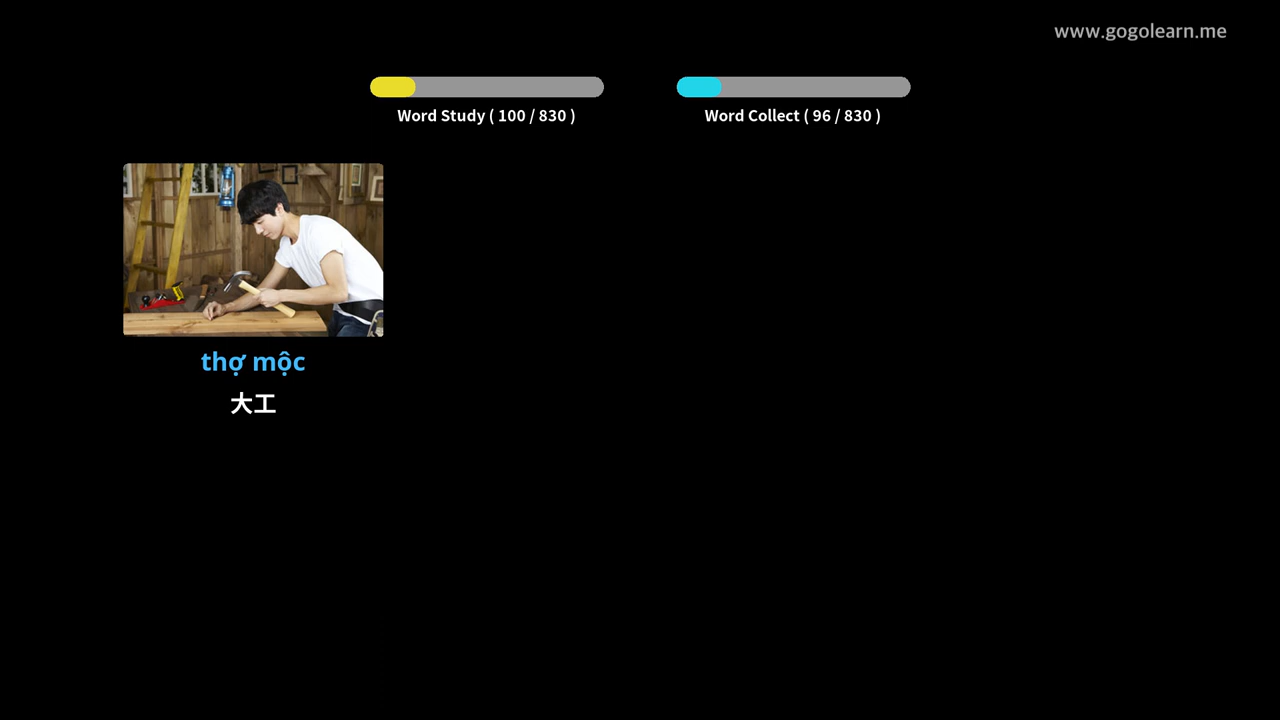 www.gogolearn.me
Word Study ( 100 / 830 )
Word Collect ( 96 / 830 )
thợ mộc
大工